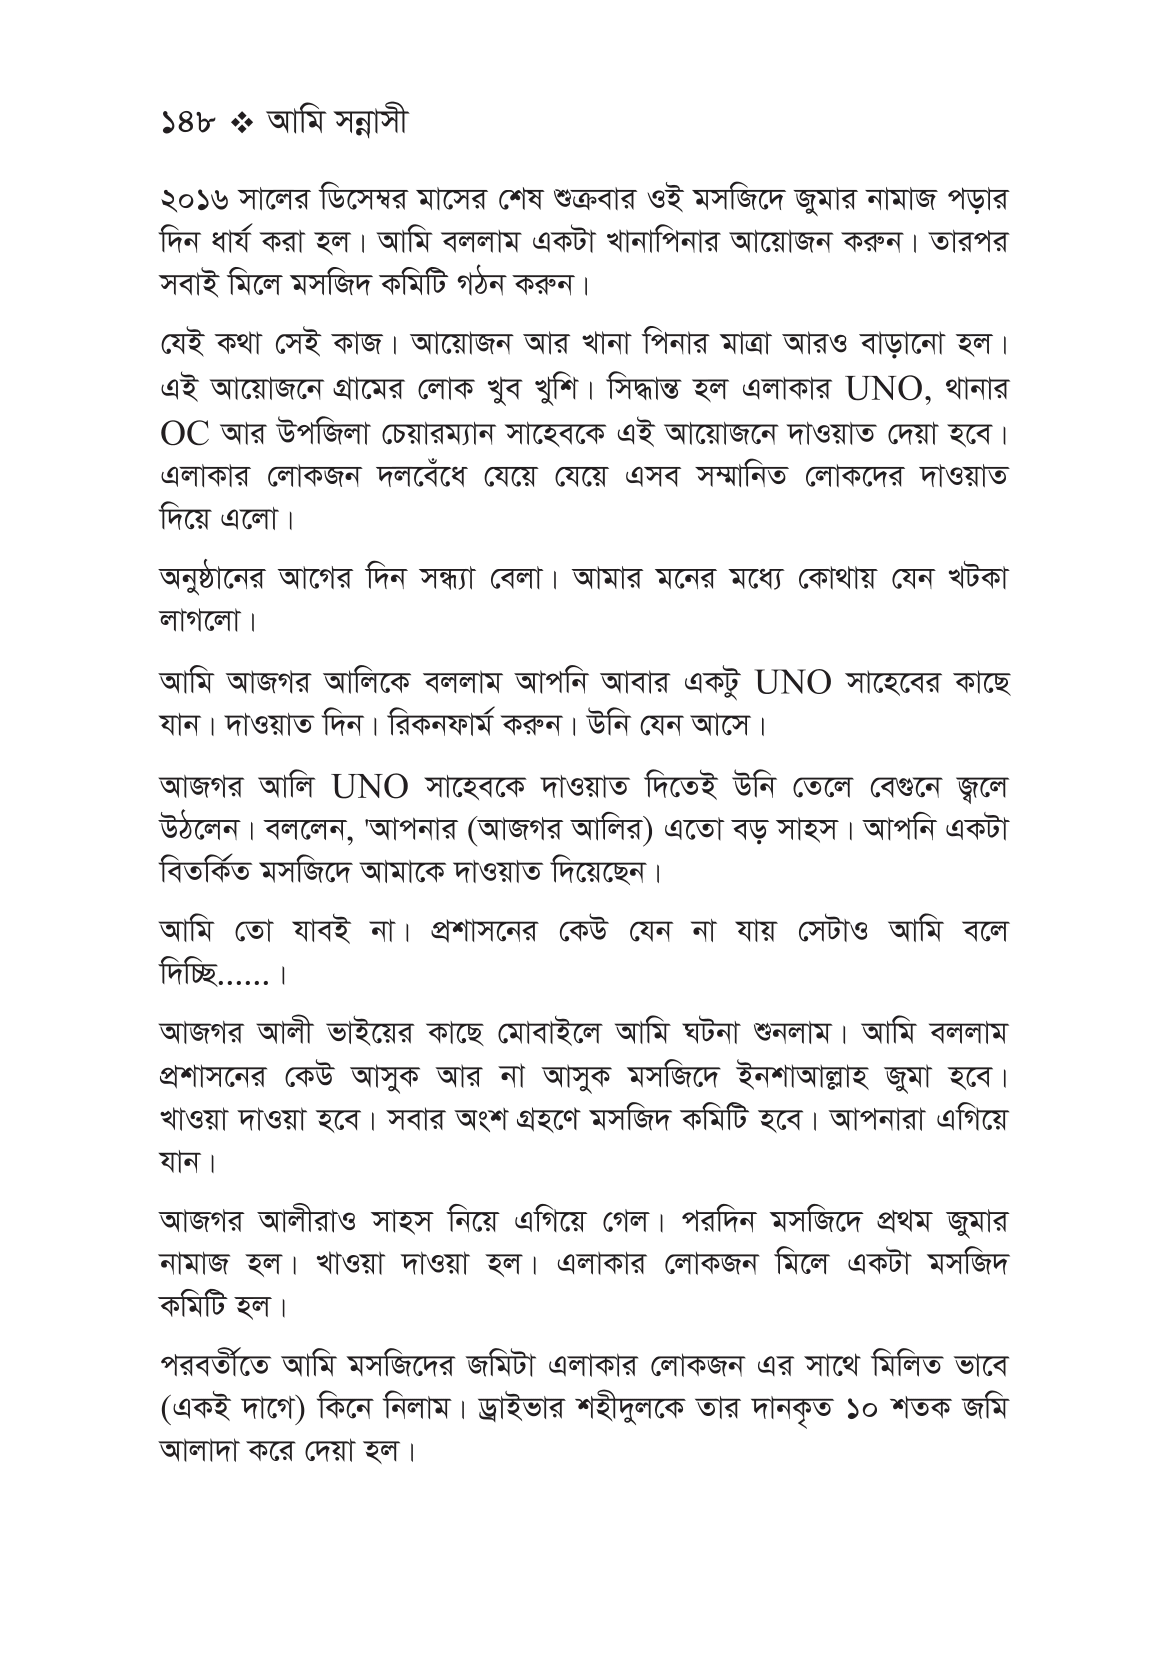 ১৪৮ ❖ আমি সন্নাসী
২০১৬ সালের ডিসেম্বর মাসের শেষ শুক্রবার ওই মসজিদে জুমার নামাজ পড়ার
দিন ধার্য করা হল। আমি বললাম একটা খানাপিনার আয়োজন করুন। তারপর
সবাই মিলে মসজিদ কমিটি গঠন করুন।
যেই কথা সেই কাজ। আয়োজন আর খানা পিনার মাত্রা আরও বাড়ানো হল।
এই আয়োজনে গ্রামের লোক খুব খুশি। সিদ্ধান্ত হল এলাকার UNO, থানার
OC আর উপজিলা চেয়ারম্যান সাহেবকে এই আয়োজনে দাওয়াত দেয়া হবে।
এলাকার লোকজন দলবেঁধে যেয়ে যেয়ে এসব সম্মানিত লোকদের দাওয়াত
দিয়ে এলো।
অনুষ্ঠানের আগের দিন সন্ধ্যা বেলা। আমার মনের মধ্যে কোথায় যেন খটকা
লাগলো।
আমি আজগর আলিকে বললাম আপনি আবার একটু UNO সাহেবের কাছে
যান। দাওয়াত দিন। রিকনফার্ম করুন। উনি যেন আসে।
আজগর আলি UNO সাহেবকে দাওয়াত দিতেই উনি তেলে বেগুনে জ্বলে
উঠলেন। বললেন, 'আপনার (আজগর আলির) এতো বড় সাহস। আপনি একটা
বিতর্কিত মসজিদে আমাকে দাওয়াত দিয়েছেন।
আমি তো যাবই না। প্রশাসনের কেউ যেন না যায় সেটাও আমি বলে
দিচ্ছি......।
আজগর আলী ভাইয়ের কাছে মোবাইলে আমি ঘটনা শুনলাম। আমি বললাম
প্রশাসনের কেউ আসুক আর না আসুক মসজিদে ইনশাআল্লাহ জুমা হবে।
খাওয়া দাওয়া হবে। সবার অংশ গ্রহণে মসজিদ কমিটি হবে। আপনারা এগিয়ে
যান।
আজগর আলীরাও সাহস নিয়ে এগিয়ে গেল। পরদিন মসজিদে প্রথম জুমার
নামাজ হল। খাওয়া দাওয়া হল। এলাকার লোকজন মিলে একটা মসজিদ
কমিটি হল।
পরবর্তীতে আমি মসজিদের জমিটা এলাকার লোকজন এর সাথে মিলিত ভাবে
(একই দাগে) কিনে নিলাম। ড্রাইভার শহীদুলকে তার দানকৃত ১০ শতক জমি
আলাদা করে দেয়া হল।